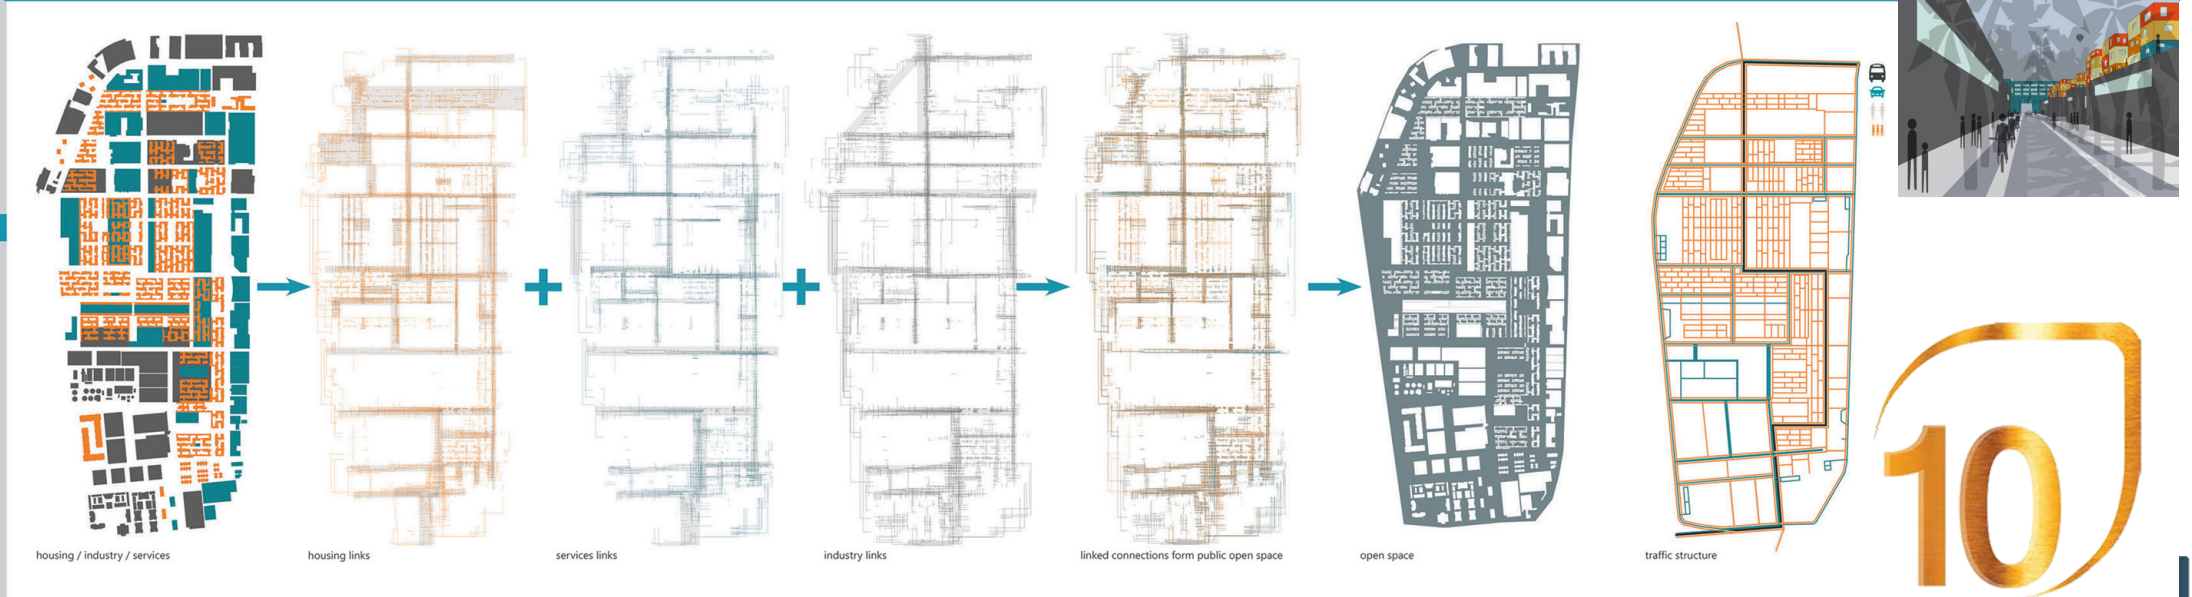 housing / industry / services
housing links
services links
industry links
linked connections form public open space
open space
traffic structure
10